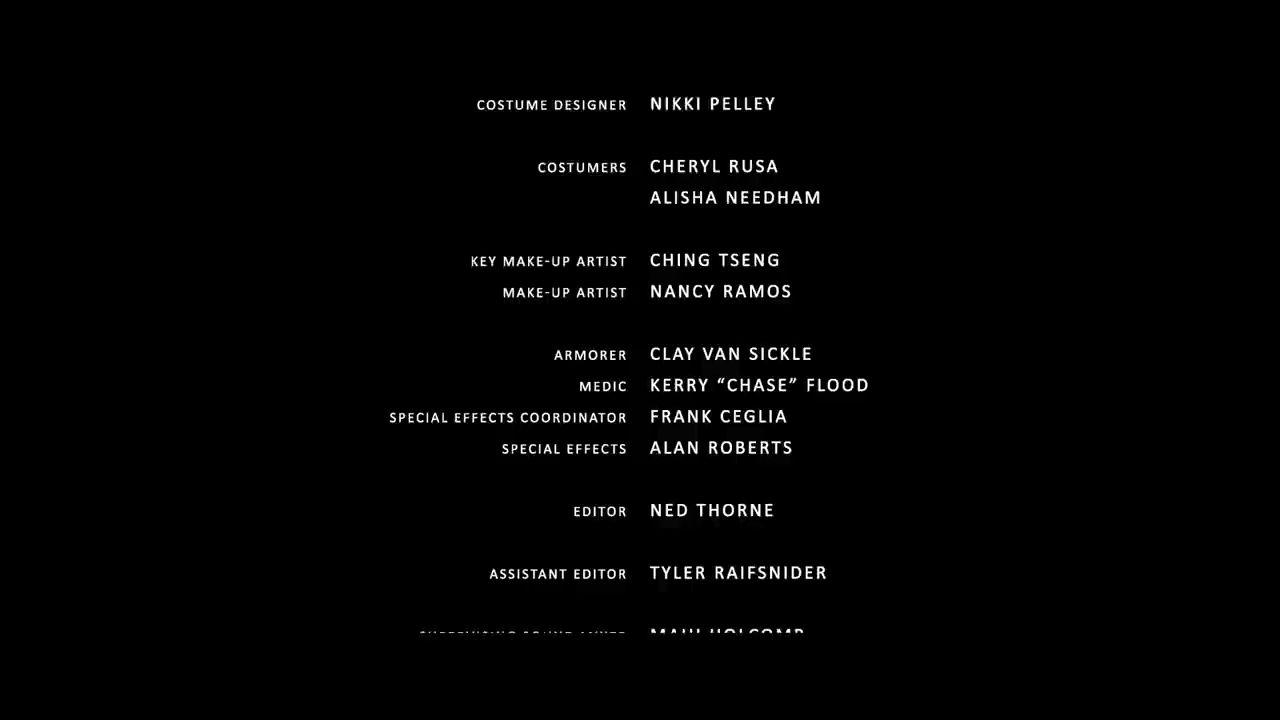 COSTUME DESIGNER NIKKI PELLEY
COSTUMERS CHERYL RUSA
ALISHA NEEDHAM
KEY MAKE-UP ARTIST CHING TSENG
MAKE-UP ARTIST NANCY RAMOS
ARMORER CLAY VAN SICKLE
MEDIC KERRY “CHASE” FLOOD
SPECIAL EFFECTS COORDINATOR FRANK CEGLIA
SPECIAL EFFECTS ALAN ROBERTS
EDITOR NED THORNE
ASSISTANT EDITOR TYLER RAIFSNIDER